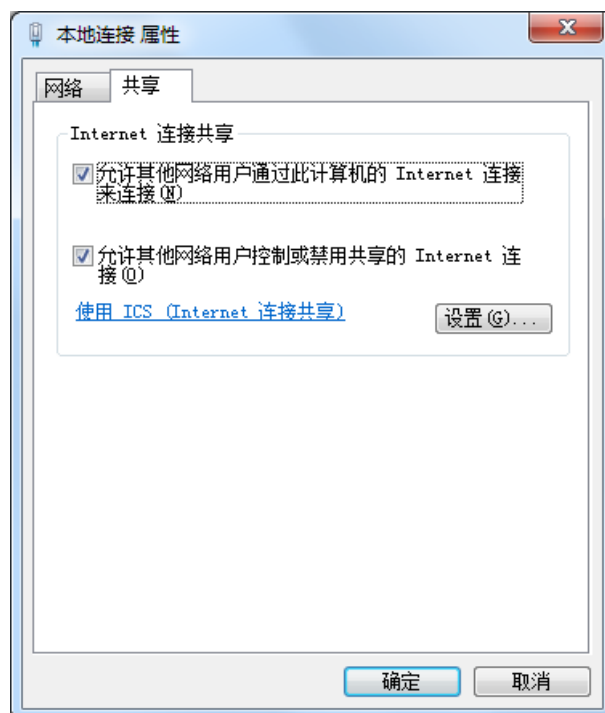 本地连接 属性
网络
共享
Internet 连接共享
允许其他网络用户通过此计算机的 Internet 连接
来连接(N)
允许其他网络用户控制或禁用共享的 Internet 连
接(O)
使用 ICS (Internet 连接共享)
设置(G)...
确定
取消